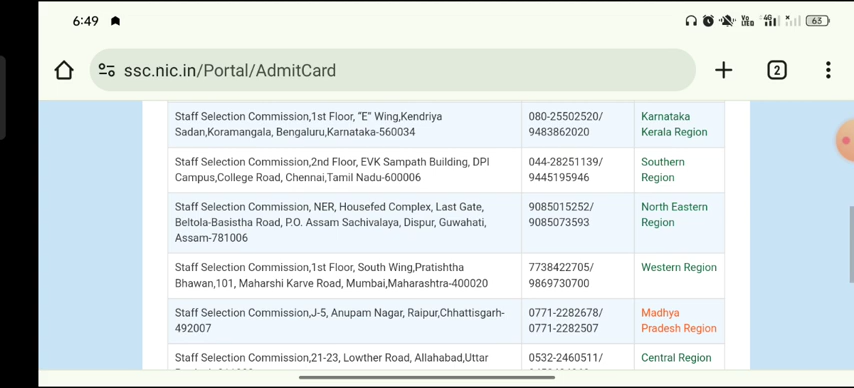 6:49
Vo
LTE
4G
63
ssc.nic.in/Portal/AdmitCard
2
Staff Selection Commission,1st Floor, “E” Wing,Kendriya
Sadan,Koramangala, Bengaluru,Karnataka-560034
080-25502520/
9483862020
Karnataka
Kerala Region
Staff Selection Commission,2nd Floor, EVK Sampath Building, DPI
Campus,College Road, Chennai,Tamil Nadu-600006
044-28251139/
9445195946
Southern
Region
Staff Selection Commission, NER, Housefed Complex, Last Gate,
Beltola-Basistha Road, P.O. Assam Sachivalaya, Dispur, Guwahati,
Assam-781006
9085015252/
9085073593
North Eastern
Region
Staff Selection Commission,1st Floor, South Wing,Pratishtha
Bhawan,101, Maharshi Karve Road, Mumbai,Maharashtra-400020
7738422705/
9869730700
Western Region
Staff Selection Commission,J-5, Anupam Nagar, Raipur,Chhattisgarh-
492007
0771-2282678/
0771-2282507
Madhya
Pradesh Region
Staff Selection Commission,21-23, Lowther Road, Allahabad,Uttar
0532-2460511/
Central Region